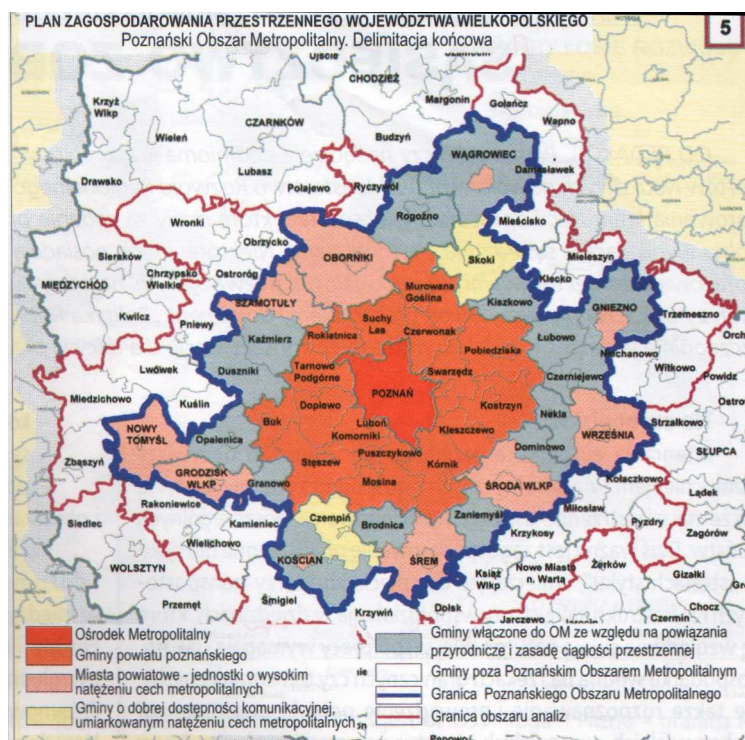 PLAN ZAGOSPODAROWANIA PRZESTRZENNEGO WOJEWÓDZTWA WIELKOPOLSKIEGO
Poznański Obszar Metropolitalny. Delimitacja końcowa
5
Ujście
CHODZIEŻ
Margonin
Gołańcz
Krzyż
Wlkp
Wapno
CZARNKÓW
Budzyń
Wieleń
WĄGROWIEC
Damasławek
Lubasz
Drawsko
Połajewo
Ryczywół
Rogoźno
Mieścisko
Wronki
Obrzycko
Skoki
Mieleszyn
Sieraków
OBORNIKI
Kłecko
MIĘDZYCHÓD
Chrzypsko
Wielkie
Ostroróg
Murowana
Goślina
Kiszkowo
GNIEZNO
SZAMOTUŁY
Trzemeszno
Kwilcz
Pniewy
Suchy
Las
Rokietnica
Czerwonak
Orch
Kaźmierz
Pobiedziska
Łubowo
Niechanowo
Lwówek
Duszniki
Tarnowo
Podgórne
Swarzędz
Witkowo
Powidz
Czerniejewo
POZNAŃ
Miedzichowo
Kuślin
Ostro
Dopiewo
Kostrzyn
NOWY
TOMYŚL
Buk
Luboń
Nekla
Strzałkowo
Opalenica
Komorniki
Kleszczewo
WRZEŚNIA
SŁUPCA
Zbąszyń
Puszczykowo
Dominowo
Stęszew
Kórnik
GRODZISK
WLKP
Granowo
Mosina
ŚRODA WLKP
Kołaczkowo
Lądek
Rakoniewice
Miłosław
Siedlec
Kamieniec
Czempiń
Brodnica
Zaniemyśl
Pyzdry
Zagórów
Wielichowo
Krzykosy
WOLSZTYN
KOŚCIAN
ŚREM
Nowe Miasto
n. Wartą
Żerków
Książ
Wlkp
Gizałki
Gro
Przemęt
Śmigiel
Krzywiń
Dolsk
Jarczewo
Chocz
Czermin
Ośrodek Metropolitalny
Gminy powiatu poznańskiego
Miasta powiatowe - jednostki o wysokim
natężeniu cech metropolitalnych
Gminy o dobrej dostępności komunikacyjnej,
umiarkowanym natężeniu cech metropolitalnych
Gminy włączone do OM ze względu na powiązania
przyrodnicze i zasadę ciągłości przestrzennej
Gminy poza Poznańskim Obszarem Metropolitalnym
Granica Poznańskiego Obszaru Metropolitalnego
Granica obszaru analiz